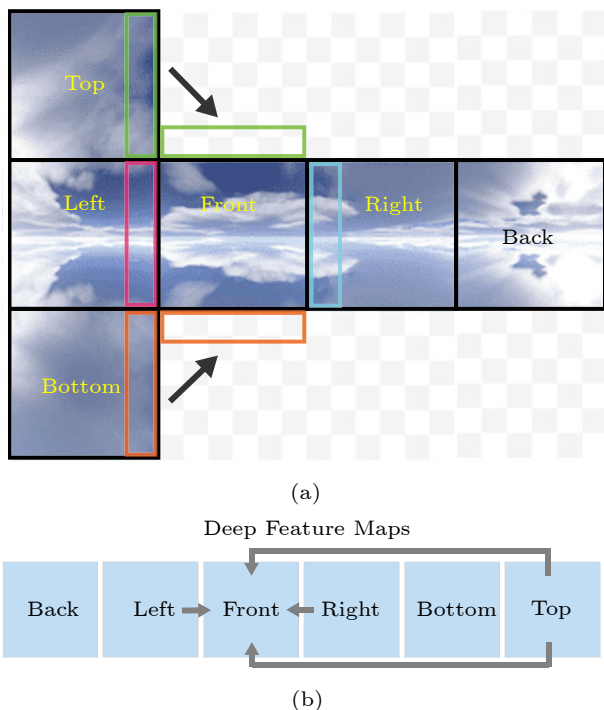 Top
Left
Front
Right
Back
Bottom
(a)
Deep Feature Maps
Back
Left
Front
Right
Bottom
Top
(b)